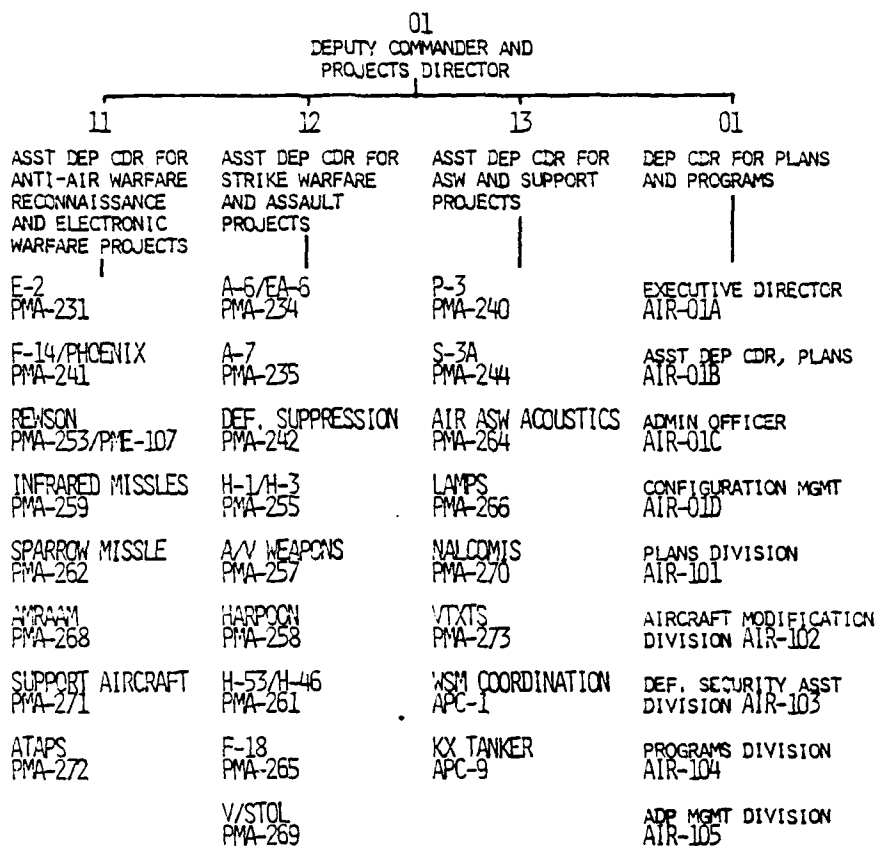 01
DEPUTY COMMANDER AND
PROJECTS DIRECTOR
11
ASST DEP CDR FOR
ANTI-AIR WARFARE
RECONNAISSANCE
AND ELECTRONIC
WARFARE PROJECTS
E-2
PMA-231
F-14/PHOENIX
PMA-241
REWSON
PMA-253/PME-107
INFRARED MISSLES
PMA-259
SPARROW MISSLE
PMA-262
AMRAAM
PMA-268
SUPPORT AIRCRAFT
PMA-271
ATAPS
PMA-272
12
ASST DEP CDR FOR
STRIKE WARFARE
AND ASSAULT
PROJECTS
A-6/EA-6
PMA-234
A-7
PMA-235
DEF. SUPPRESSION
PMA-242
H-1/H-3
PMA-255
A/V WEAPONS
PMA-257
HARPOON
PMA-258
H-53/H-46
PMA-261
F-18
PMA-265
V/STOL
PMA-269
13
ASST DEP CDR FOR
ASW AND SUPPORT
PROJECTS
P-3
PMA-240
S-3A
PMA-244
AIR ASW ACOUSTICS
PMA-264
LAMPS
PMA-266
NALCOMIS
PMA-270
VTXTS
PMA-273
WSM COORDINATION
APC-1
KX TANKER
APC-9
01
DEP CDR FOR PLANS
AND PROGRAMS
EXECUTIVE DIRECTOR
AIR-01A
ASST DEP CDR, PLANS
AIR-01B
ADMIN OFFICER
AIR-01C
CONFIGURATION MGMT
AIR-01D
PLANS DIVISION
AIR-101
AIRCRAFT MODIFICATION
DIVISION AIR-102
DEF. SECURITY ASST
DIVISION AIR-103
PROGRAMS DIVISION
AIR-104
ADP MGMT DIVISION
AIR-105